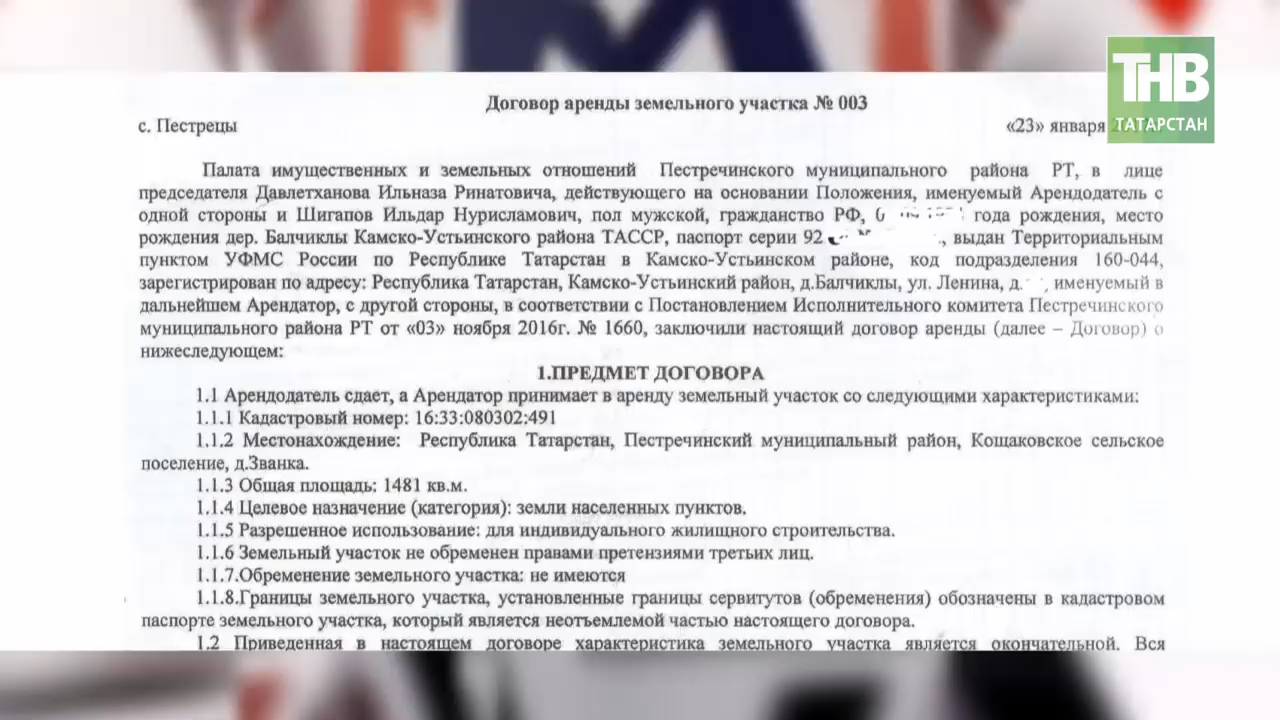 ТНВ
ТАТАРСТАН
Договор аренды земельного участка № 003
с. Пестрецы «23» января
Палата имущественных и земельных отношений Пестречинского муниципального района РТ, в лице
председателя Давлетханова Ильназа Ринатовича, действующего на основании Положения, именуемый Арендодатель с
одной стороны и Шигапов Ильдар Нурисламович, пол мужской, гражданство РФ, года рождения, место
рождения дер. Балчиклы Камско-Устьинского района ТАССР, паспорт серии 92 , выдан Территориальным
пунктом УФМС России по Республике Татарстан в Камско-Устьинском районе, код подразделения 160-044,
зарегистрирован по адресу: Республика Татарстан, Камско-Устьинский район, д.Балчиклы, ул. Ленина, д. , именуемый в
дальнейшем Арендатор, с другой стороны, в соответствии с Постановлением Исполнительного комитета Пестречинского
муниципального района РТ от «03» ноября 2016г. № 1660, заключили настоящий договор аренды (далее – Договор) о
нижеследующем:
1.ПРЕДМЕТ ДОГОВОРА
1.1 Арендодатель сдает, а Арендатор принимает в аренду земельный участок со следующими характеристиками:
1.1.1 Кадастровый номер: 16:33:080302:491
1.1.2 Местонахождение: Республика Татарстан, Пестречинский муниципальный район, Кощаковское сельское
поселение, д.Званка.
1.1.3 Общая площадь: 1481 кв.м.
1.1.4 Целевое назначение (категория): земли населенных пунктов.
1.1.5 Разрешенное использование: для индивидуального жилищного строительства.
1.1.6 Земельный участок не обременен правами претензиями третьих лиц.
1.1.7.Обременение земельного участка: не имеются
1.1.8.Границы земельного участка, установленные границы сервитутов (обременения) обозначены в кадастровом
паспорте земельного участка, который является неотъемлемой частью настоящего договора.
1.2 Приведенная в настоящем договоре характеристика земельного участка является окончательной. Вся